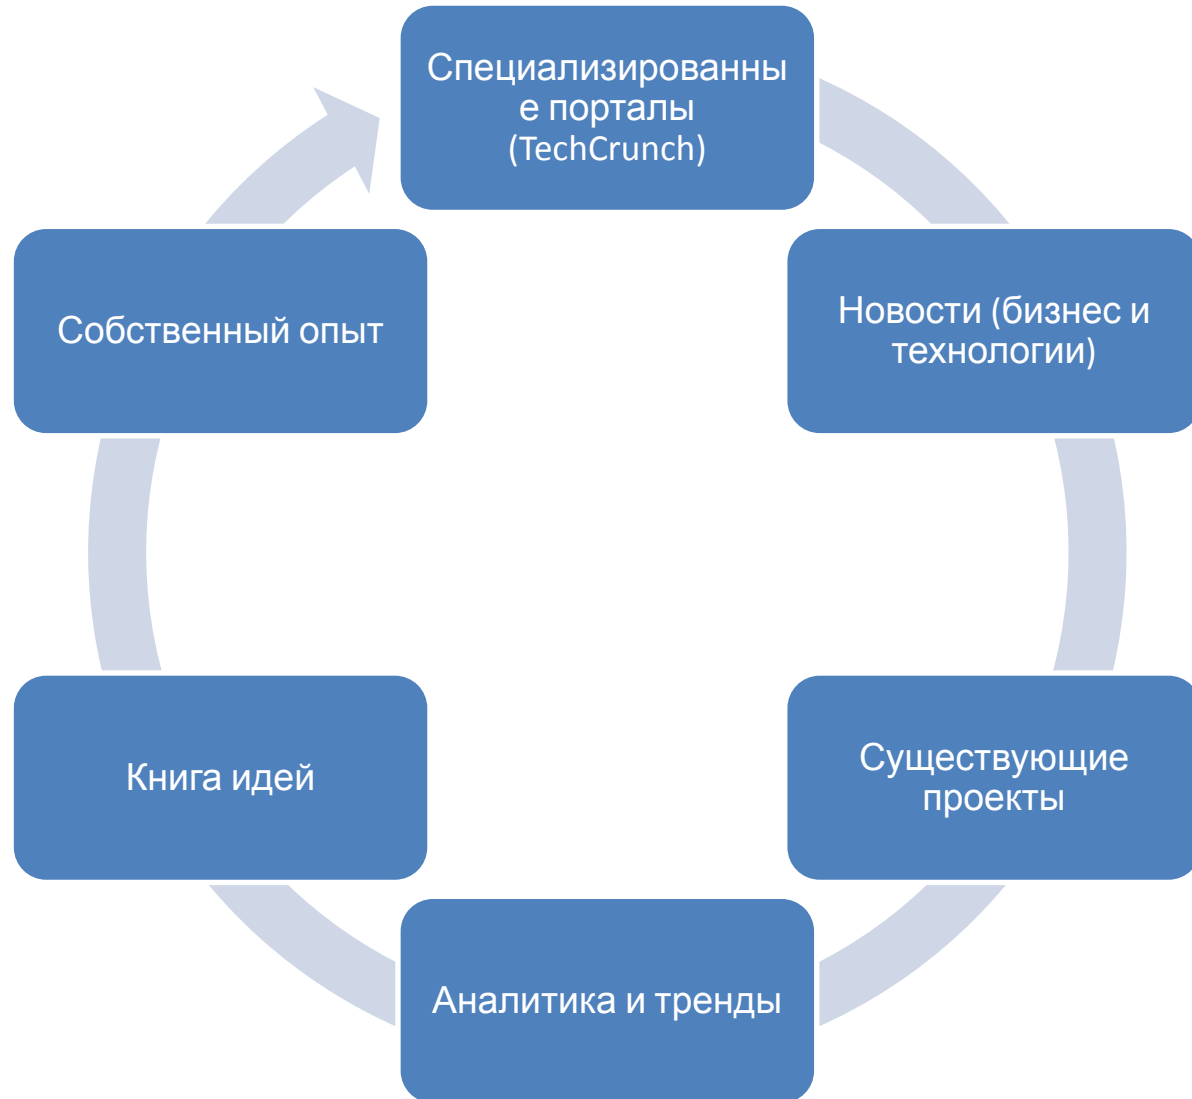 Специализированны
е порталы
(TechCrunch)
Новости (бизнес и
технологии)
Существующие
проекты
Аналитика и тренды
Книга идей
Собственный опыт